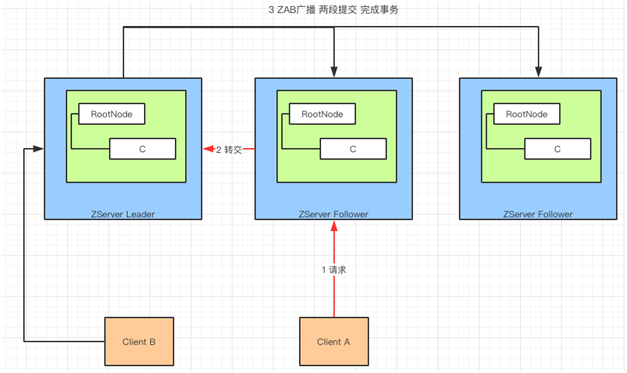 3 ZAB广播 两段提交 完成事务
RootNode
C
ZServer Leader
2 转交
RootNode
C
ZServer Follower
RootNode
C
ZServer Follower
1 请求
Client B
Client A